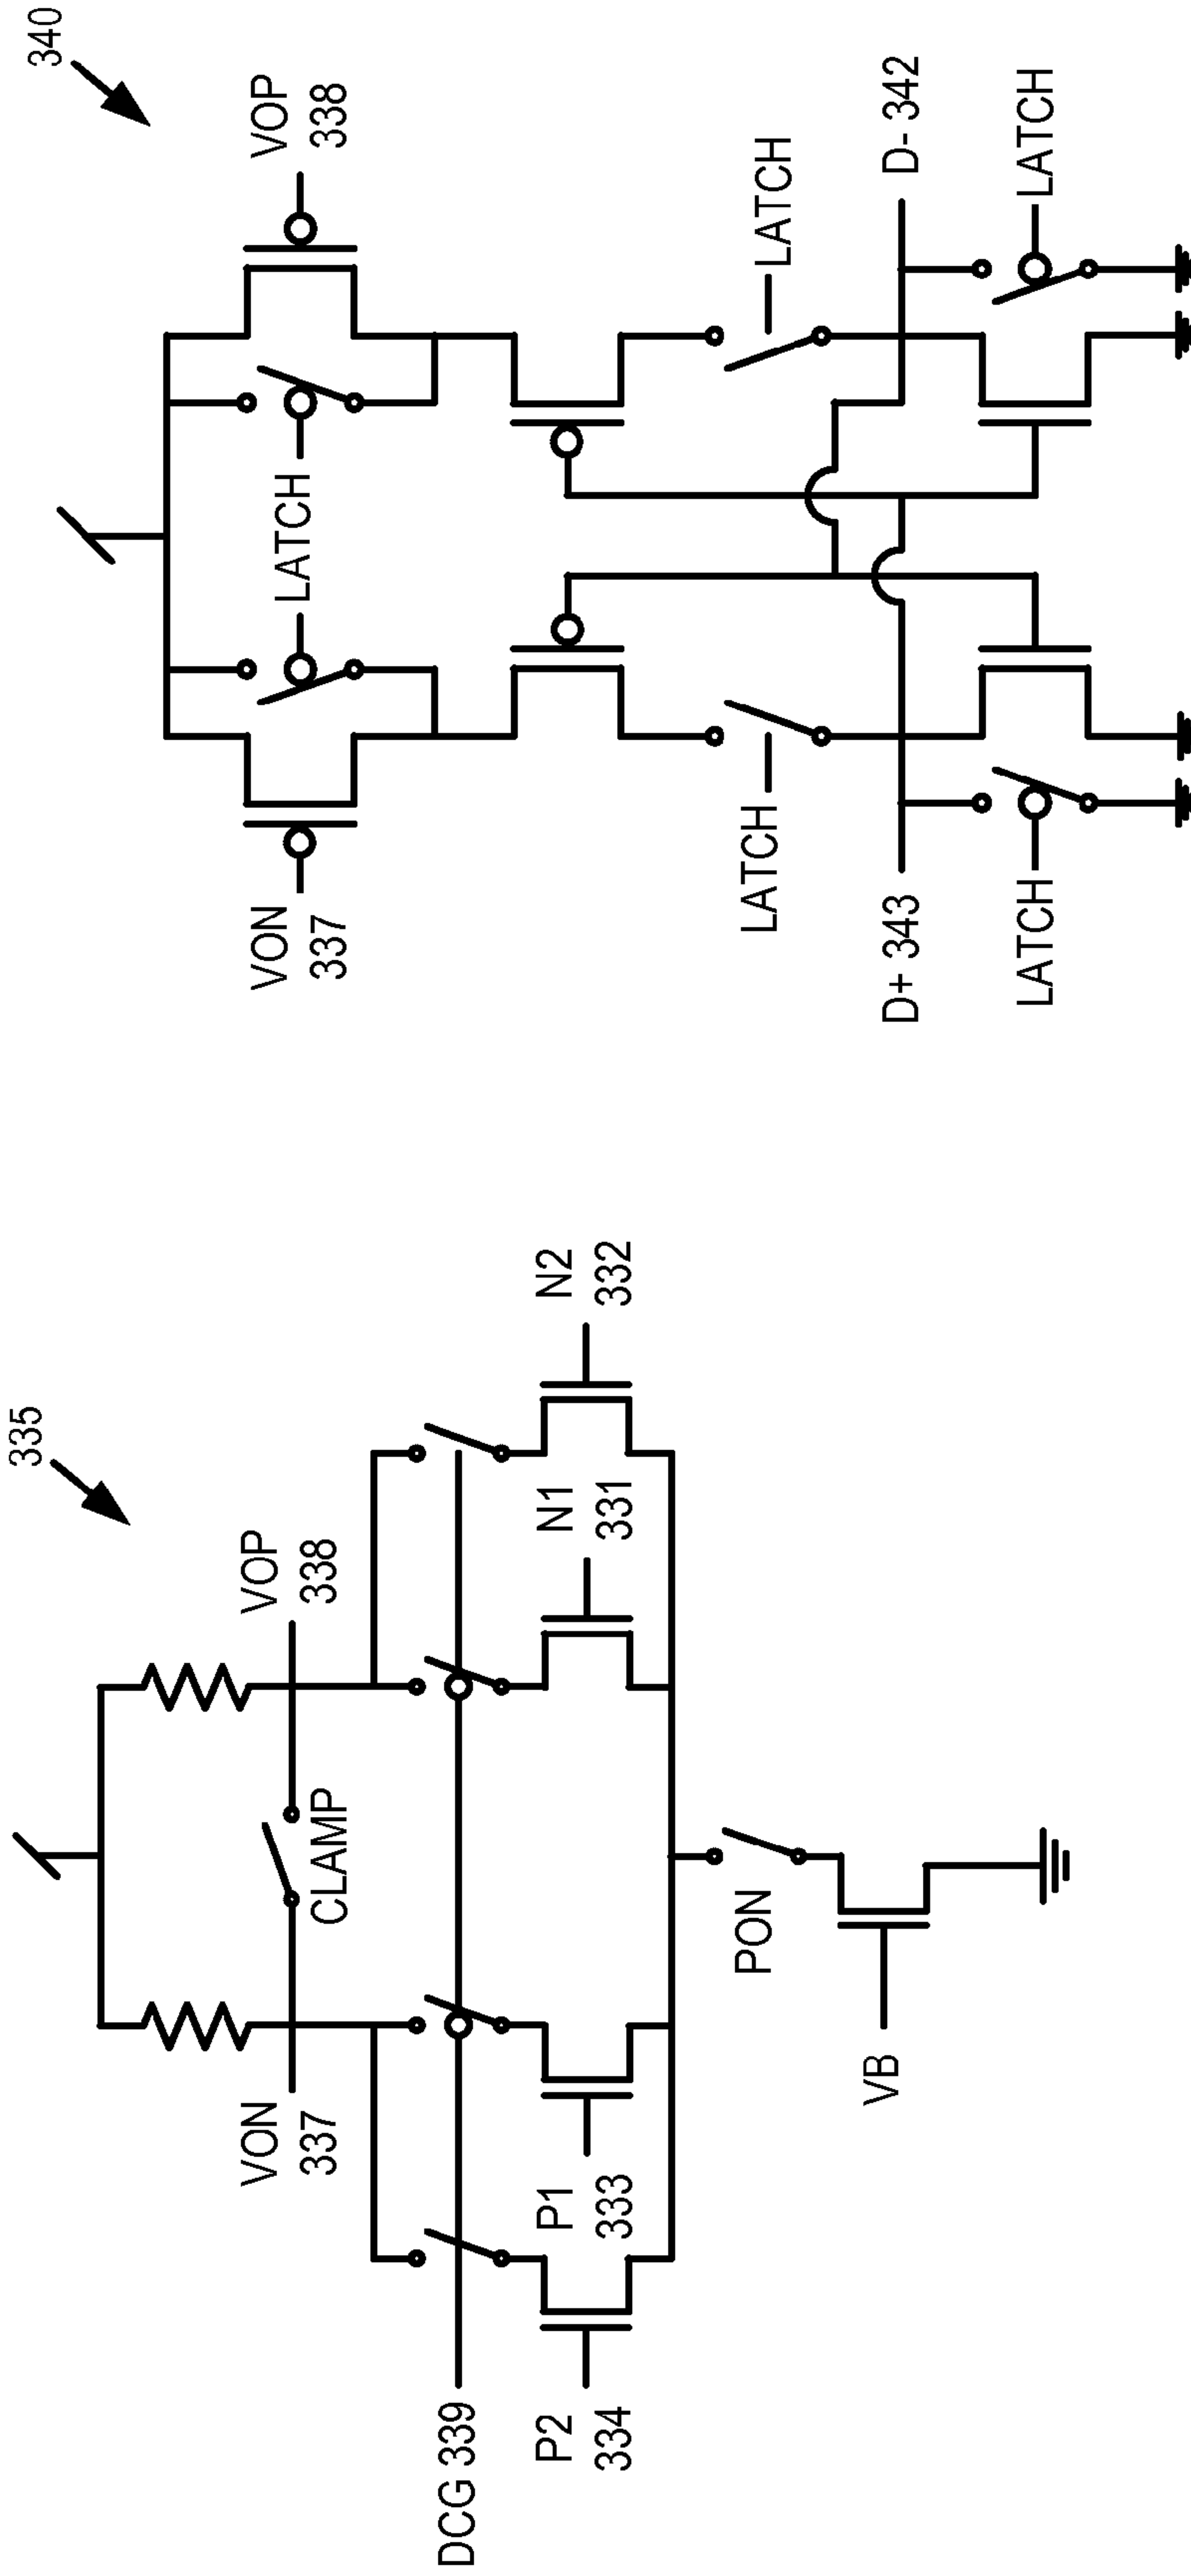 335
VON
337
VOP
338
CLAMP
DCG 339
P2
334
P1
333
N1
331
N2
332
PON
VB
340
VON
337
VOP
338
LATCH
LATCH
LATCH
D+ 343
D- 342
LATCH
LATCH